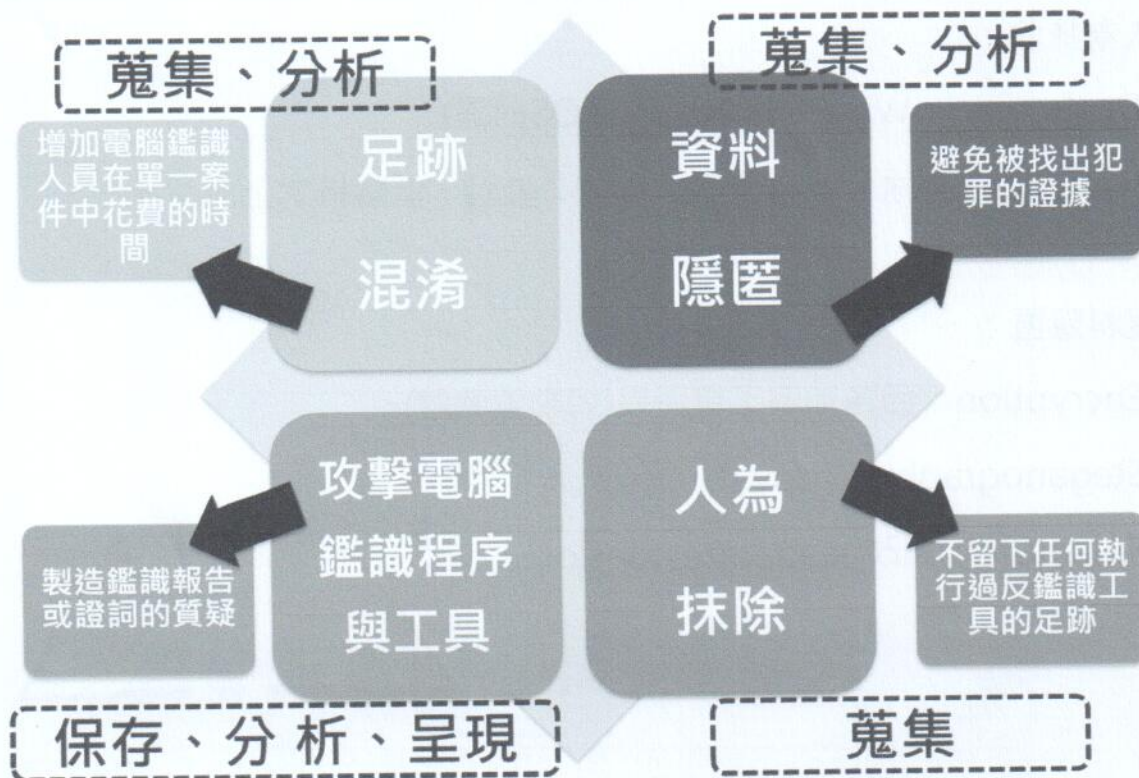 蒐集、分析
增加電腦鑑識
人員在單一案
件中花費的時
間
足跡
混淆
蒐集、分析
資料
隱匿
避免被找出犯
罪的證據
攻擊電腦
鑑識程序
與工具
製造鑑識報告
或證詞的質疑
保存、分析、呈現
人為
抹除
不留下任何執
行過反鑑識工
具的足跡
蒐集